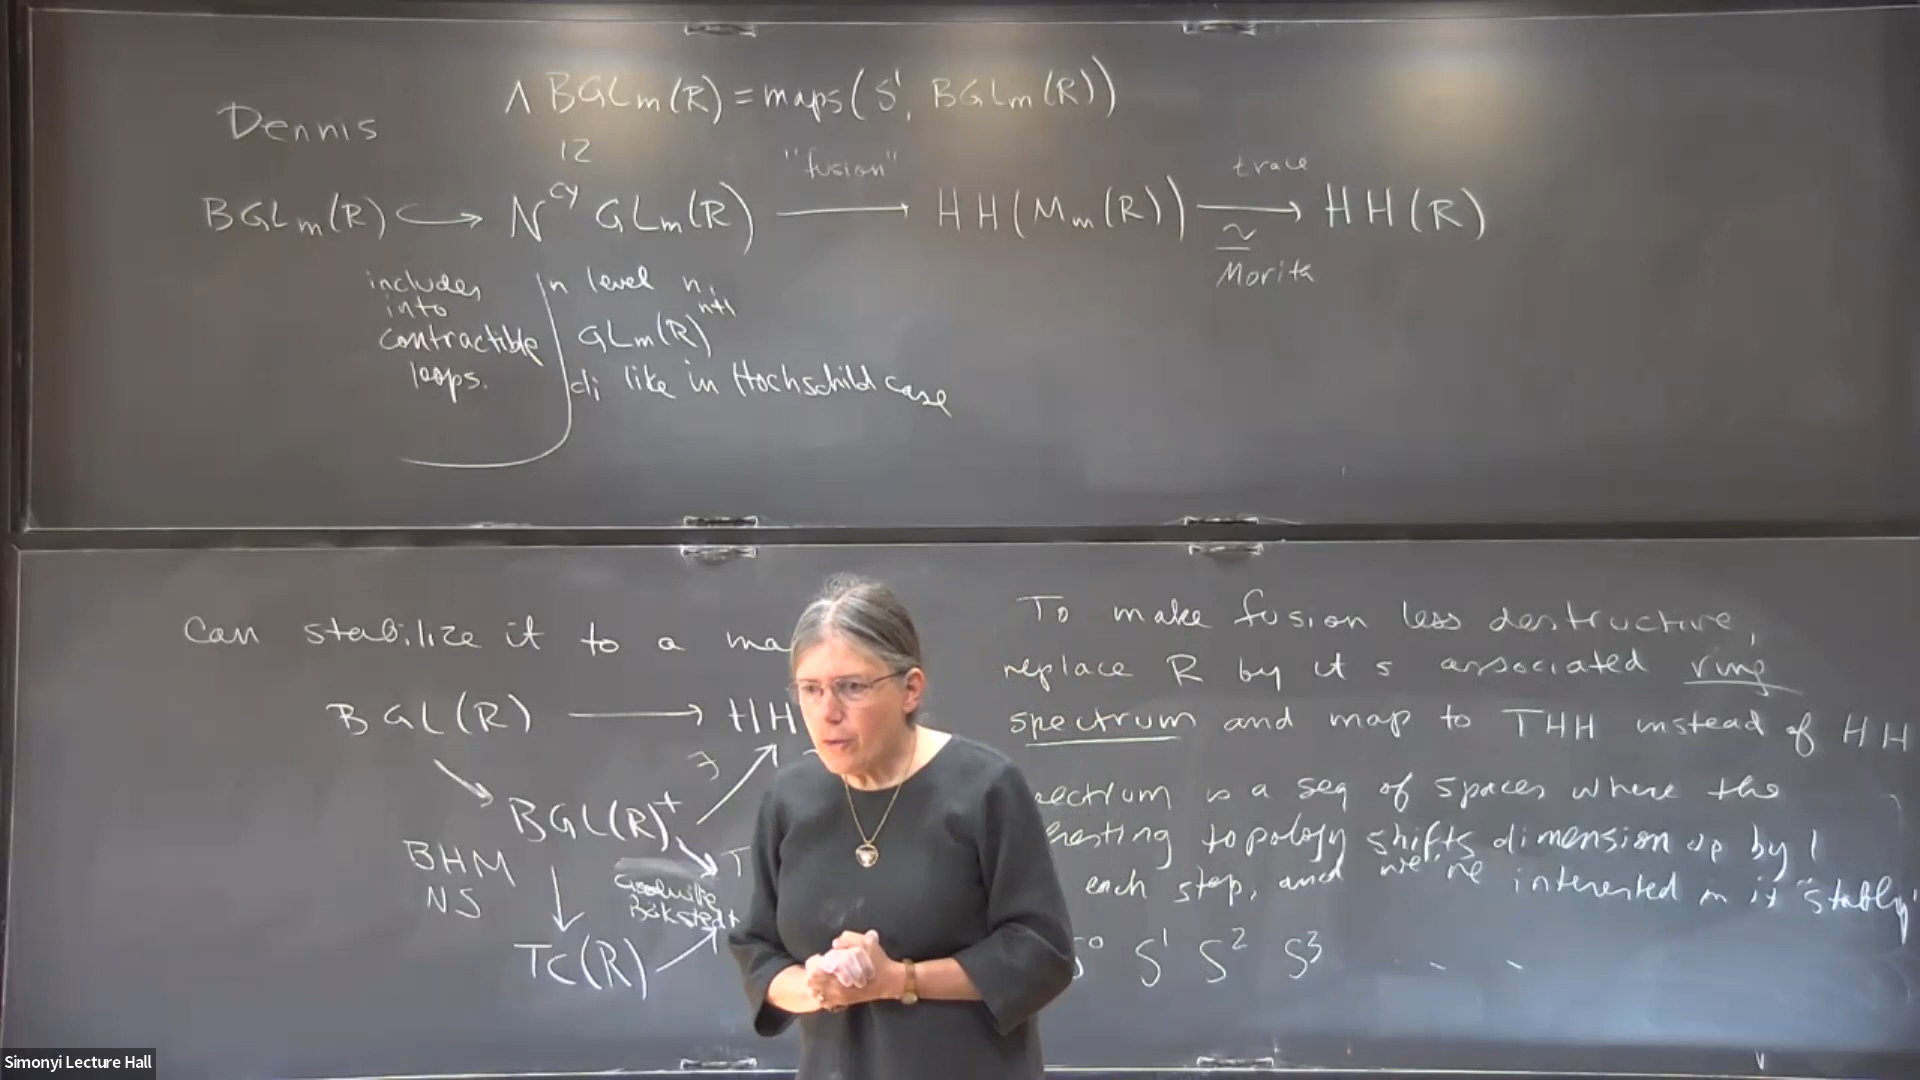 Λ BGLm(R) = maps(S¹, BGLm(R))
Dennis
12
"fusion"
trace
BGLm(R) ↪ N^cy GLm(R) → HH(Mm(R)) → HH(R)
≃
Morita
includes
into
contractible
loops.
in level n:
GLm(R)^n+1
di like in Hochschild case
Can stabilize it to a ma
BGL(R) → HH
∃
BGL(R)⁺
T
BHM
NS
Goodwillie
Bökstedt
TC(R)
To make fusion less destructive,
replace R by it s associated ring
spectrum and map to THH instead of HH
ectrum is a seq of spaces where the
eresting topology shifts dimension up by 1
each step, and we're interested in it "stably"
S⁰ S¹ S² S³ . .
Simonyi Lecture Hall